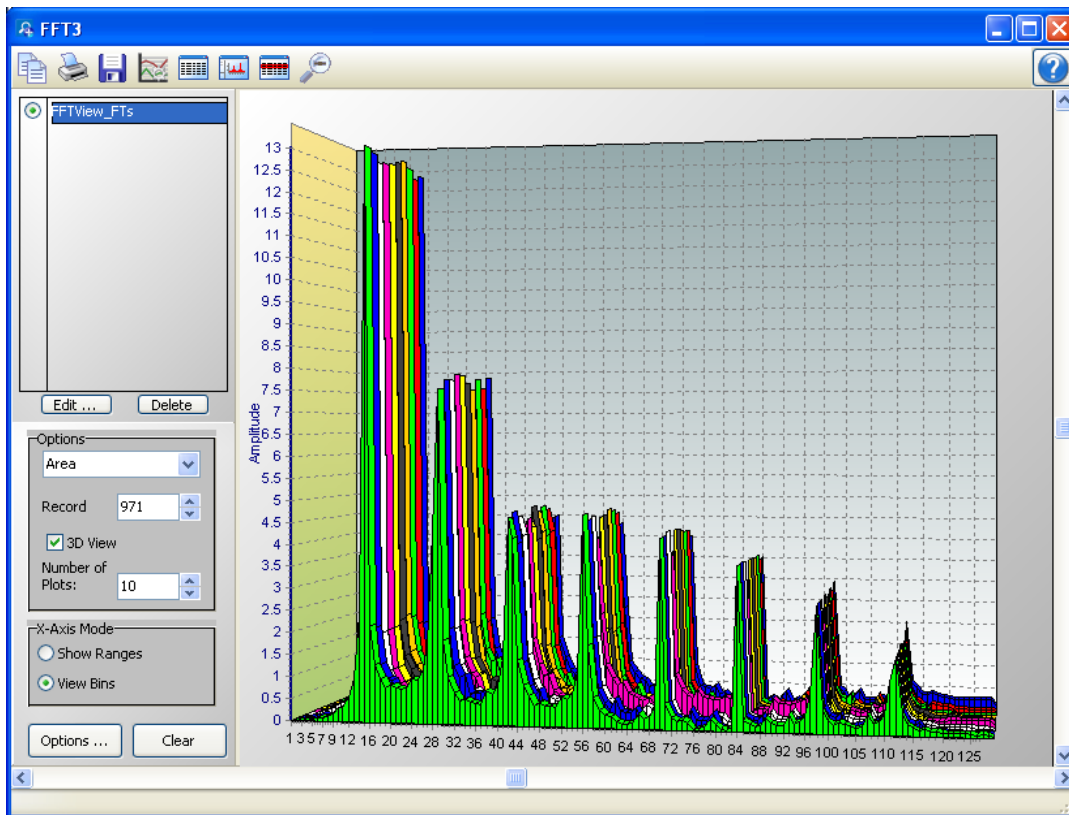 FFT3
FFTView_FTs
Edit ...
Delete
Options
Area
Record 971
3D View
Number of
Plots: 10
X-Axis Mode
Show Ranges
View Bins
Options ...
Clear
13
12.5
12
11.5
11
10.5
10
9.5
9
8.5
8
7.5
7
6.5
6
5.5
5
4.5
4
3.5
3
2.5
2
1.5
1
0.5
0
Amplitude
1 3 5 7 9 12 16 20 24 28 32 36 40 44 48 52 56 60 64 68 72 76 80 84 88 92 96 100 105 110 115 120 125